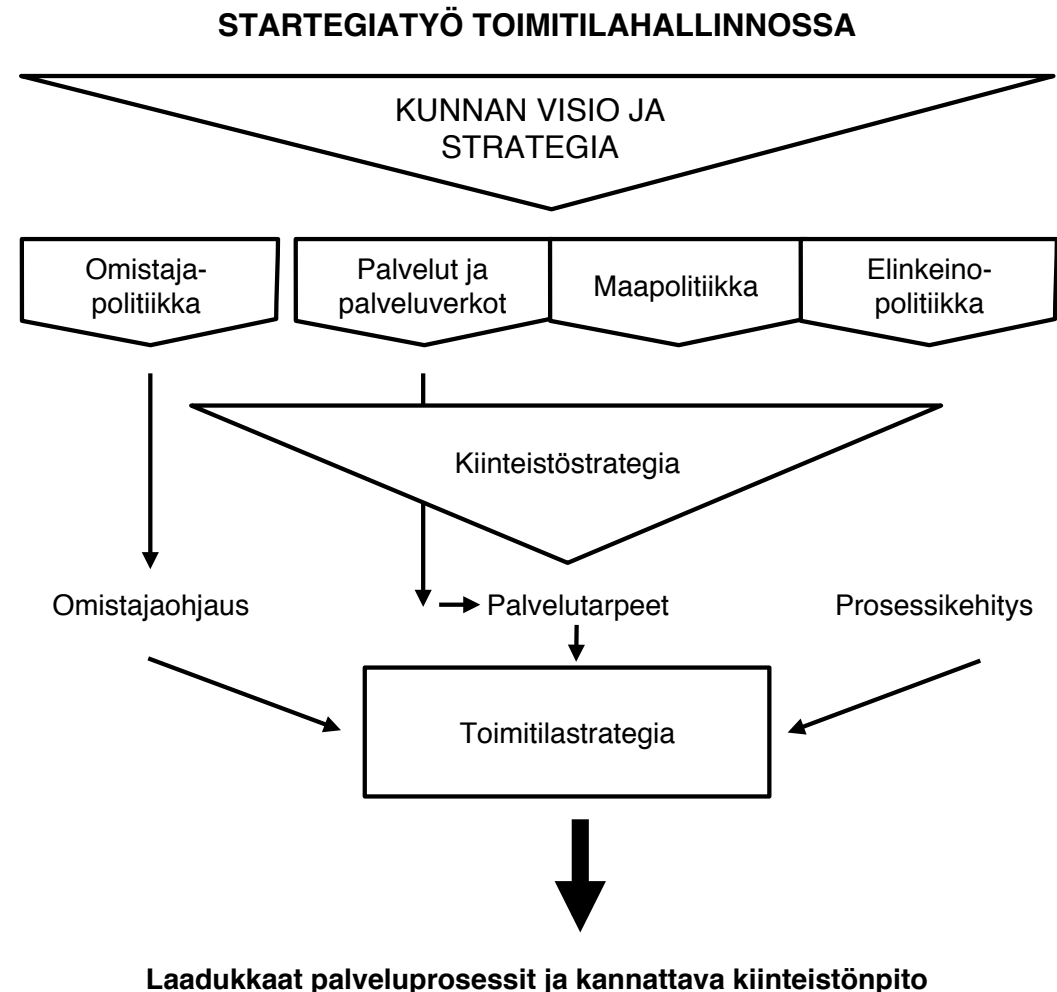 STARTEGIATYÖ TOIMITILAHALLINNOSSA
KUNNAN VISIO JA
STRATEGIA
Omistaja-
politiikka
Palvelut ja
palveluverkot
Maapolitiikka
Elinkeino-
politiikka
Kiinteistöstrategia
Omistajaohjaus
Palvelutarpeet
Prosessikehitys
Toimitilastrategia
Laadukkaat palveluprosessit ja kannattava kiinteistönpito